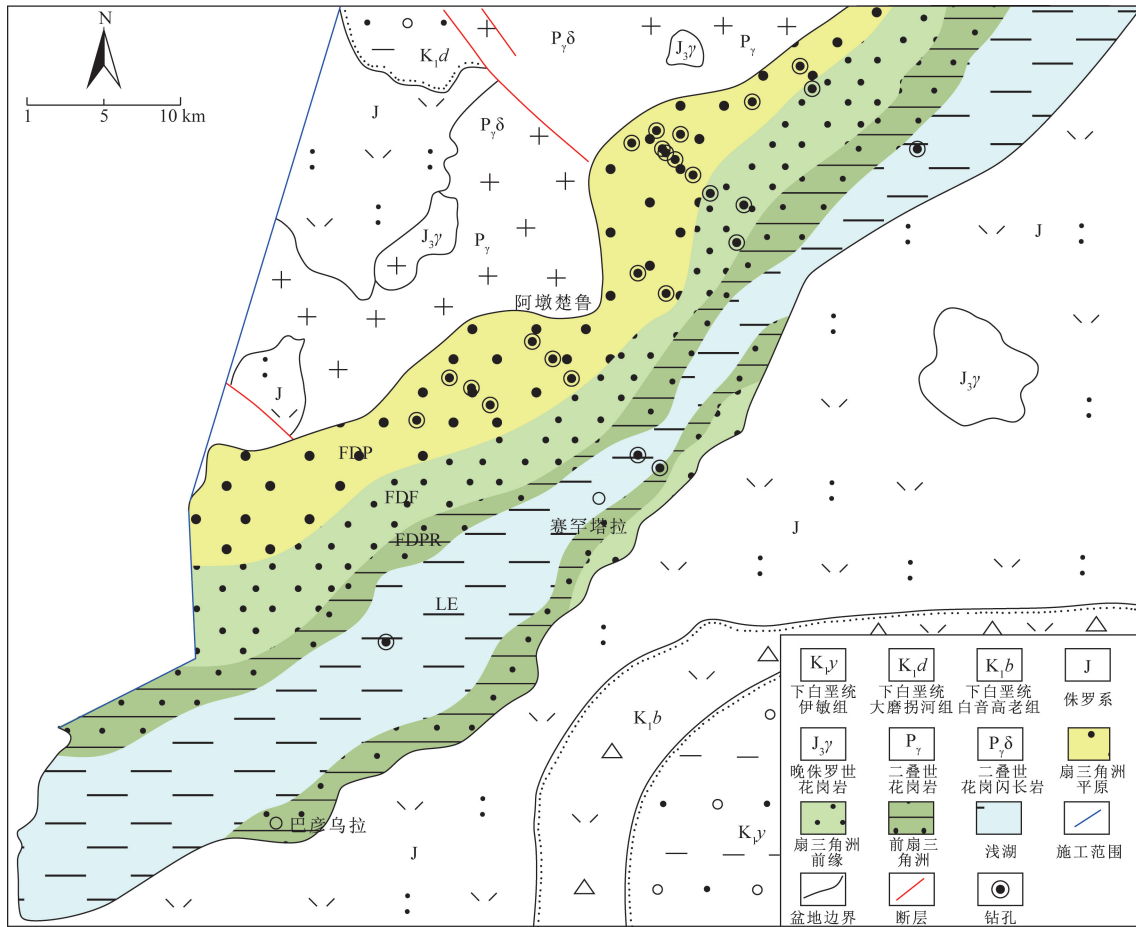 N
1 5 10 km
K₁d
PᵧΔ
J₃γ
Pᵧ
J
Pᵧδ
J₃γ
Pᵧ
J
阿墩楚鲁
J₃γ
J
FDP
FDF
赛罕塔拉
J
FDPR
LE
K₁b
巴彦乌拉
J
K₁y
K₁y
K₁d
K₁b
J
下白垩统
伊敏组
下白垩统
大磨拐河组
下白垩统
白音高老组
侏罗系
J₃γ
Pᵧ
Pᵧδ
晚侏罗世
花岗岩
二叠世
花岗岩
二叠世
花岗闪长岩
扇三角洲
平原
扇三角洲
前缘
前扇三
角洲
浅湖
施工范围
盆地边界
断层
钻孔